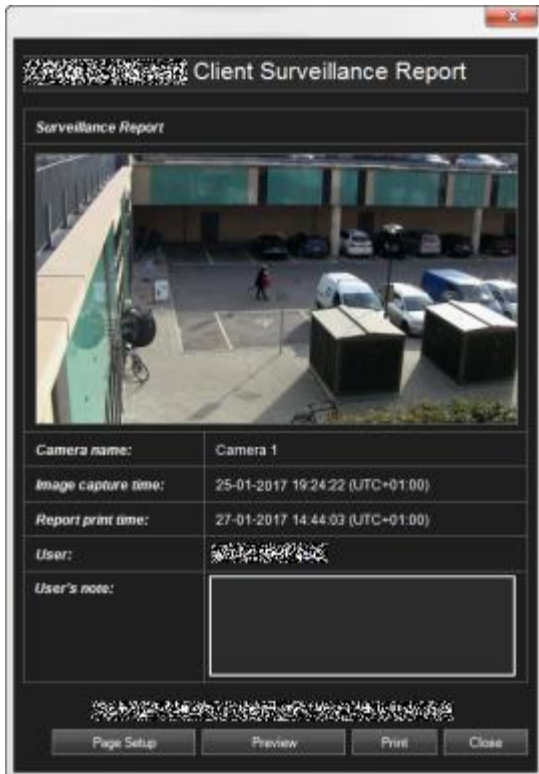 Client Surveillance Report
Surveillance Report
Camera name: Camera 1
Image capture time: 25-01-2017 19:24:22 (UTC+01:00)
Report print time: 27-01-2017 14:44:03 (UTC+01:00)
User:
User's note:
Page Setup Preview Print Close